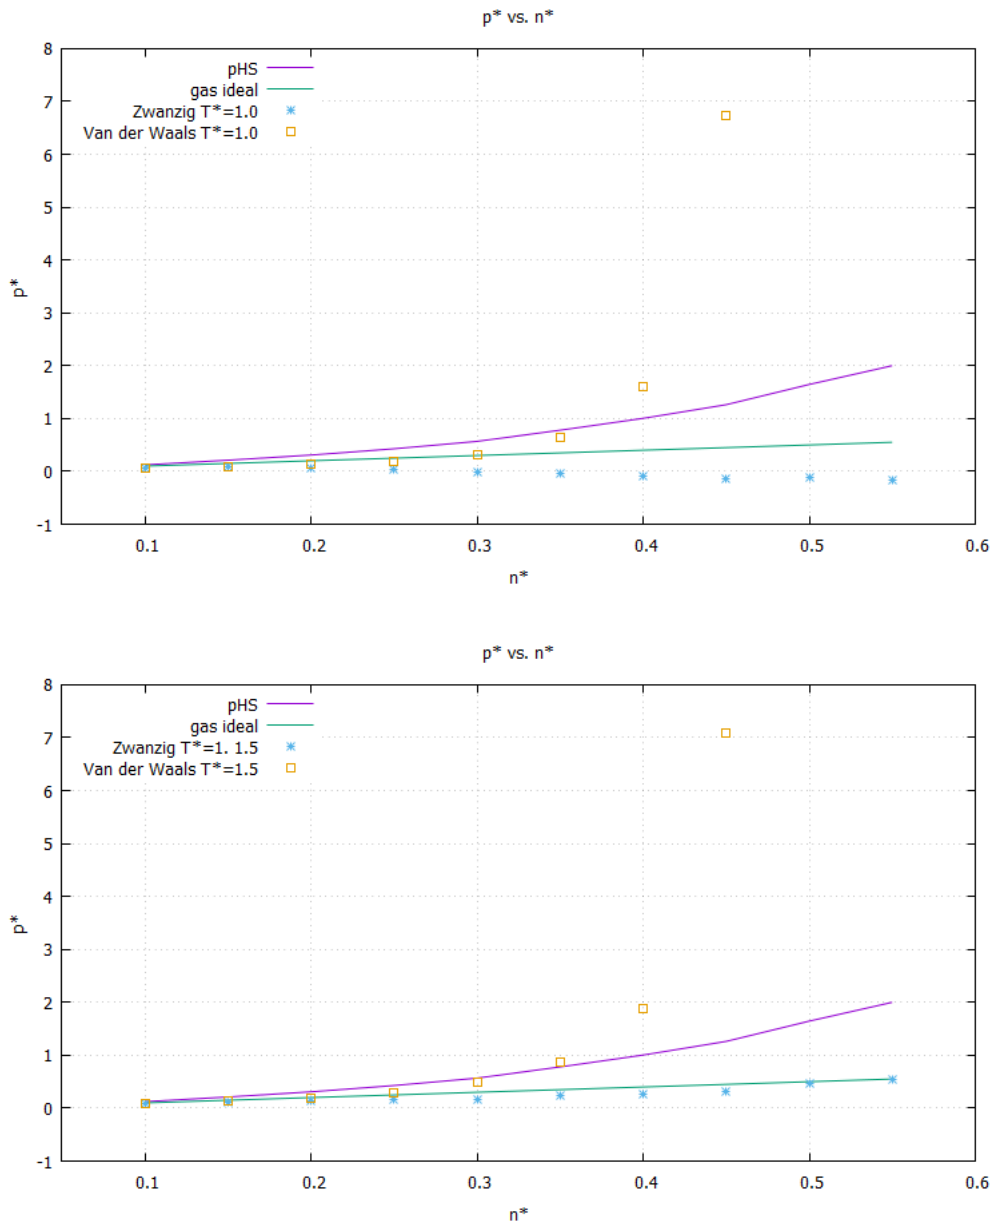 p* vs. n*
8
pHS
gas ideal
Zwanzig T*=1.0
Van der Waals T*=1.0
7
6
5
4
p*
3
2
1
0
-1
0.1 0.2 0.3 0.4 0.5 0.6
n*
p* vs. n*
8
pHS
gas ideal
Zwanzig T*=1. 1.5
Van der Waals T*=1.5
7
6
5
4
p*
3
2
1
0
-1
0.1 0.2 0.3 0.4 0.5 0.6
n*